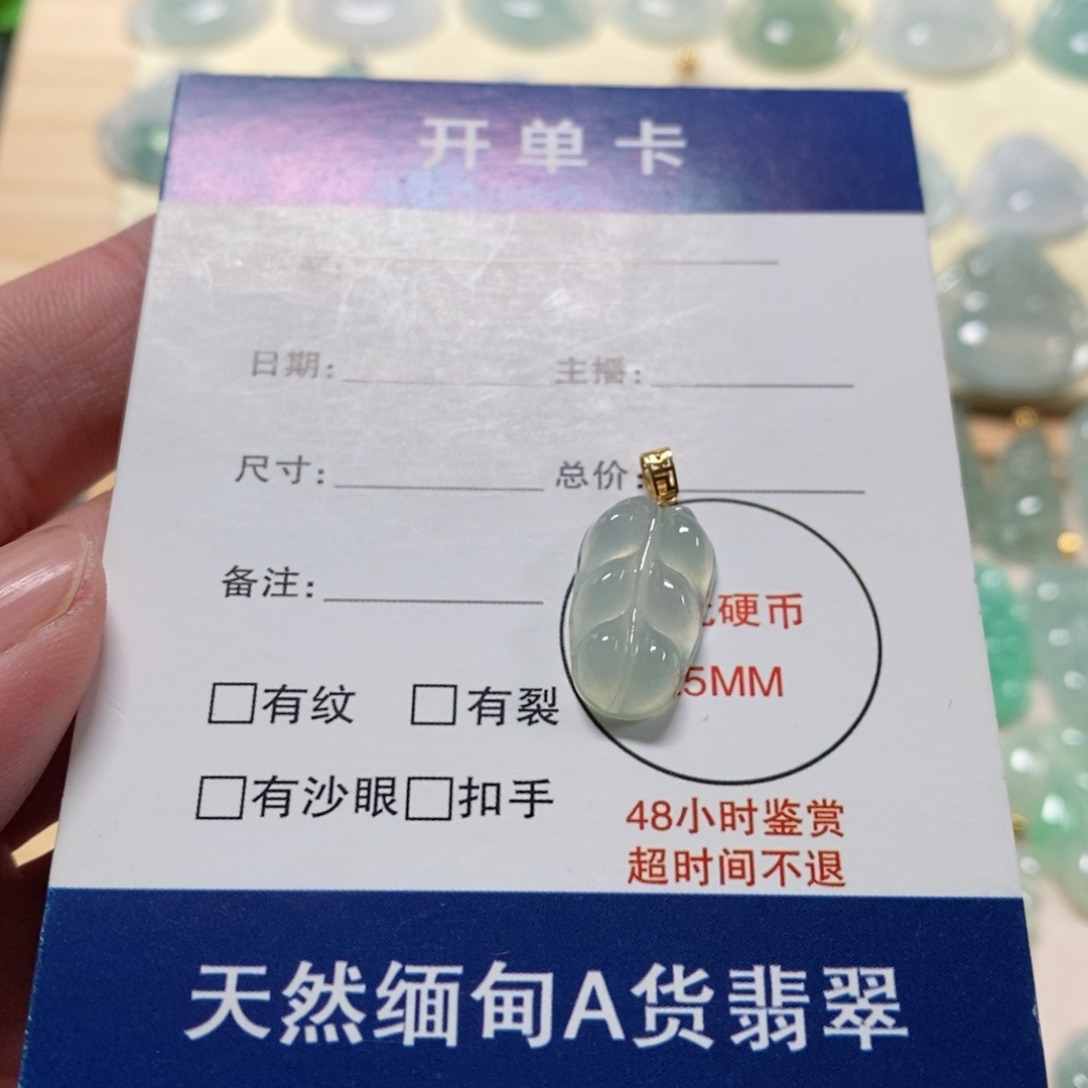 开单卡
日期: 主播:
尺寸: 总价:
备注:
硬币
5MM
□有纹 □有裂
□有沙眼□扣手
48小时鉴赏
超时间不退
天然缅甸A货翡翠